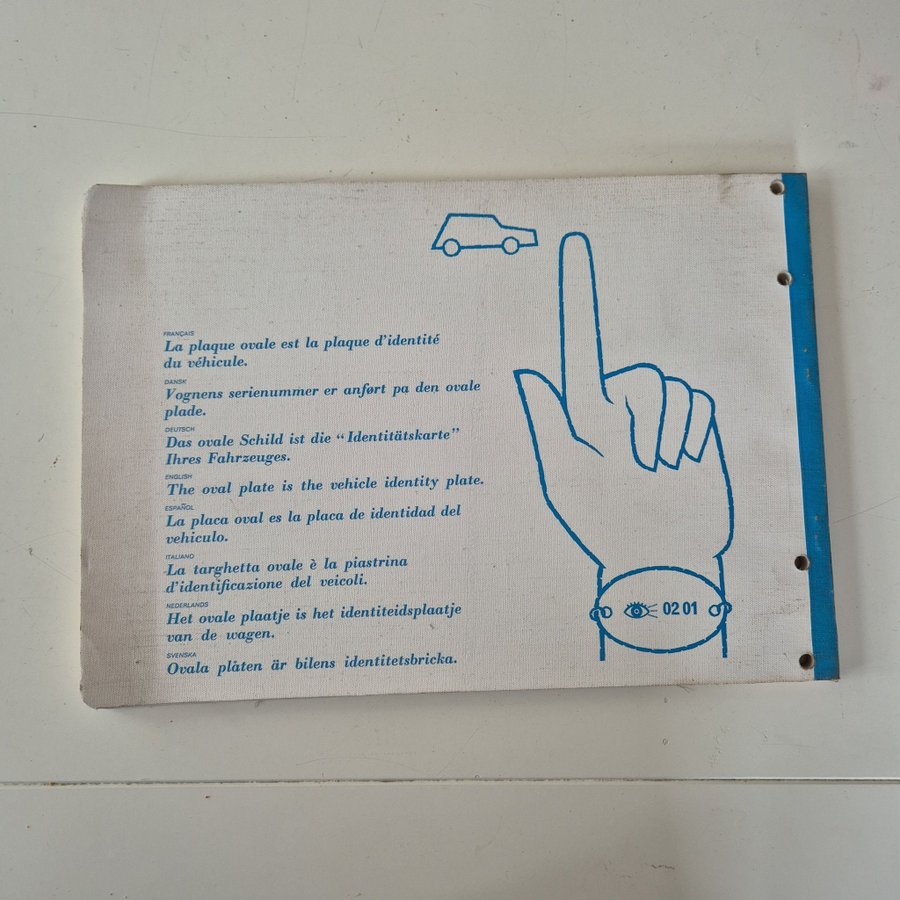 FRANÇAIS
La plaque ovale est la plaque d'identité
du véhicule.
DANSK
Vognens serienummer er anført pa den ovale
plade.
DEUTSCH
Das ovale Schild ist die “Identitätskarte”
Ihres Fahrzeuges.
ENGLISH
The oval plate is the vehicle identity plate.
ESPAÑOL
La placa oval es la placa de identidad del
vehiculo.
ITALIANO
La targhetta ovale è la piastrina
d'identificazione del veicoli.
NEDERLANDS
Het ovale plaatje is het identiteidsplaatje
van de wagen.
SVENSKA
Ovala plåten är bilens identitetsbricka.
02 01